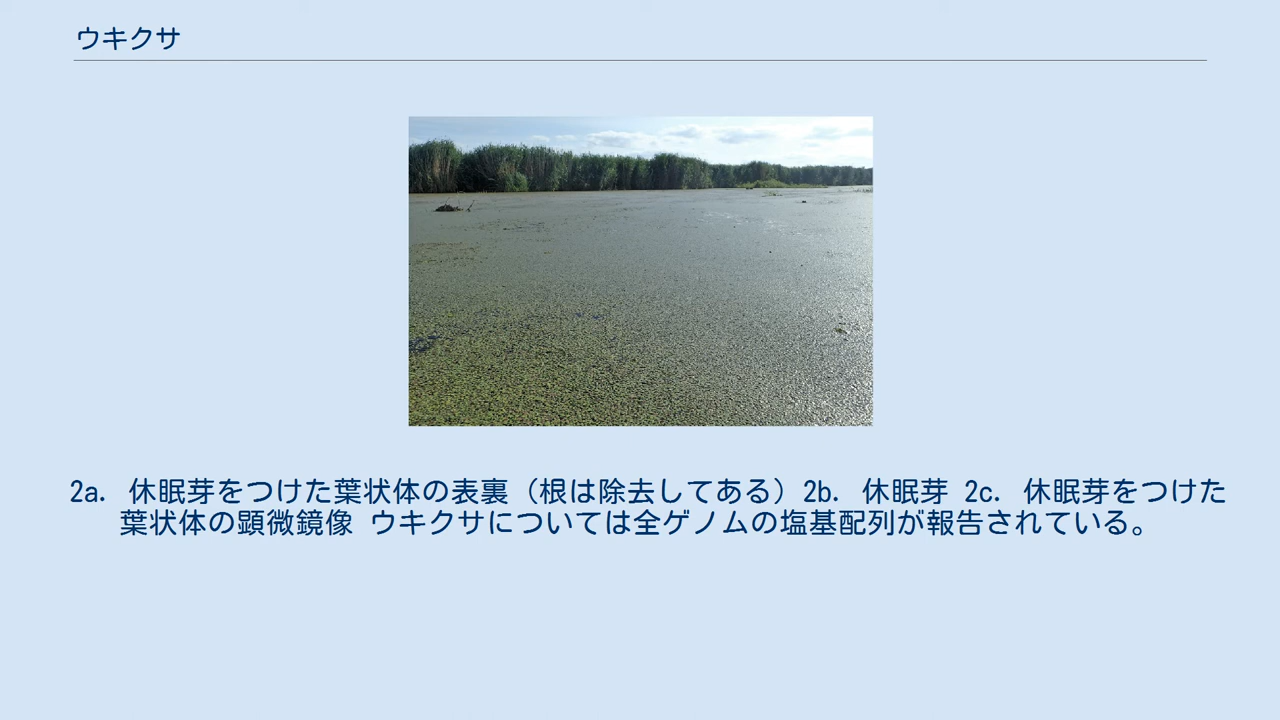 ウキクサ
2a. 休眠芽をつけた葉状体の表裏（根は除去してある）2b. 休眠芽 2c. 休眠芽をつけた
葉状体の顕微鏡像 ウキクサについては全ゲノムの塩基配列が報告されている。